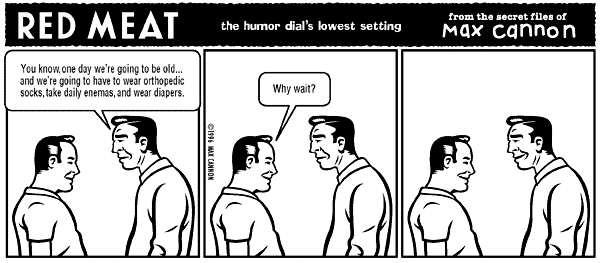 RED MEAT
the humor dial's lowest setting
from the secret files of
Max cannon
You know, one day we're going to be old...
and we're going to have to wear orthopedic
socks, take daily enemas, and wear diapers.
Why wait?
©1996 MAX CANNON